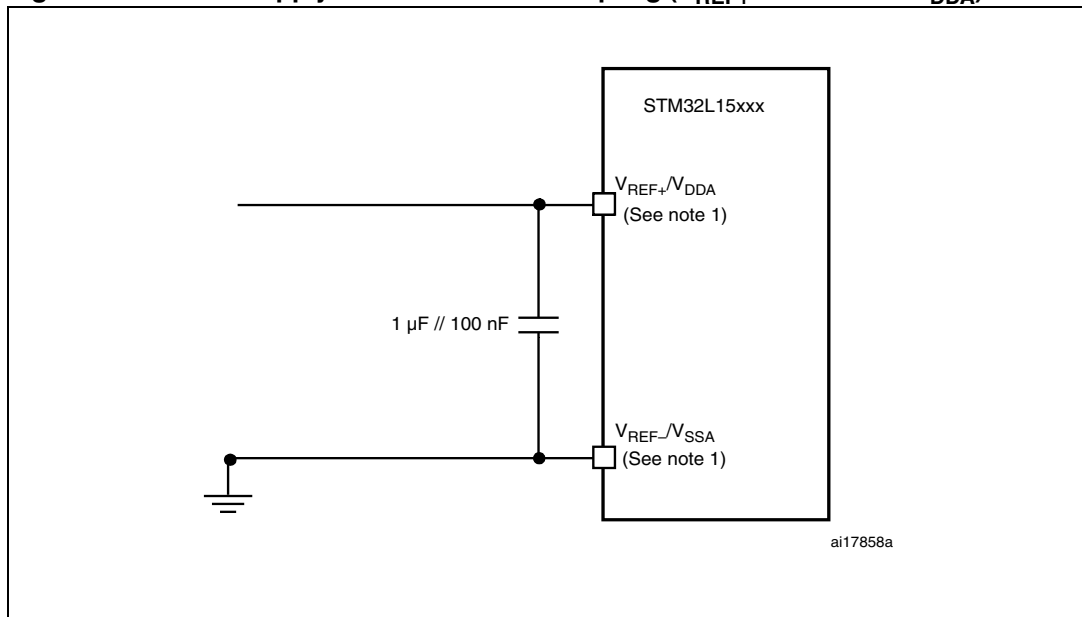 STM32L15xxx
VREF+/VDDA
(See note 1)
1 µF // 100 nF
VREF–/VSSA
(See note 1)
ai17858a